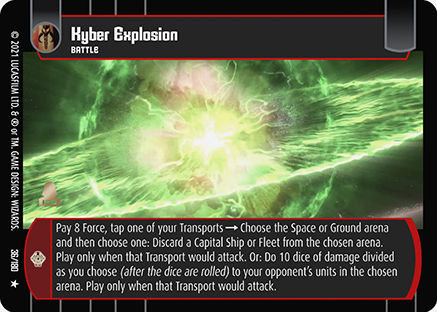 Kyber Explosion
BATTLE
Pay 8 Force, tap one of your Transports → Choose the Space or Ground arena
and then choose one: Discard a Capital Ship or Fleet from the chosen arena.
Play only when that Transport would attack. Or: Do 10 dice of damage divided
as you choose (after the dice are rolled) to your opponent's units in the chosen
arena. Play only when that Transport would attack.
© 2021 LUCASFILM LTD. & ® or TM. GAME DESIGN: WIZARDS.
36/180 ★